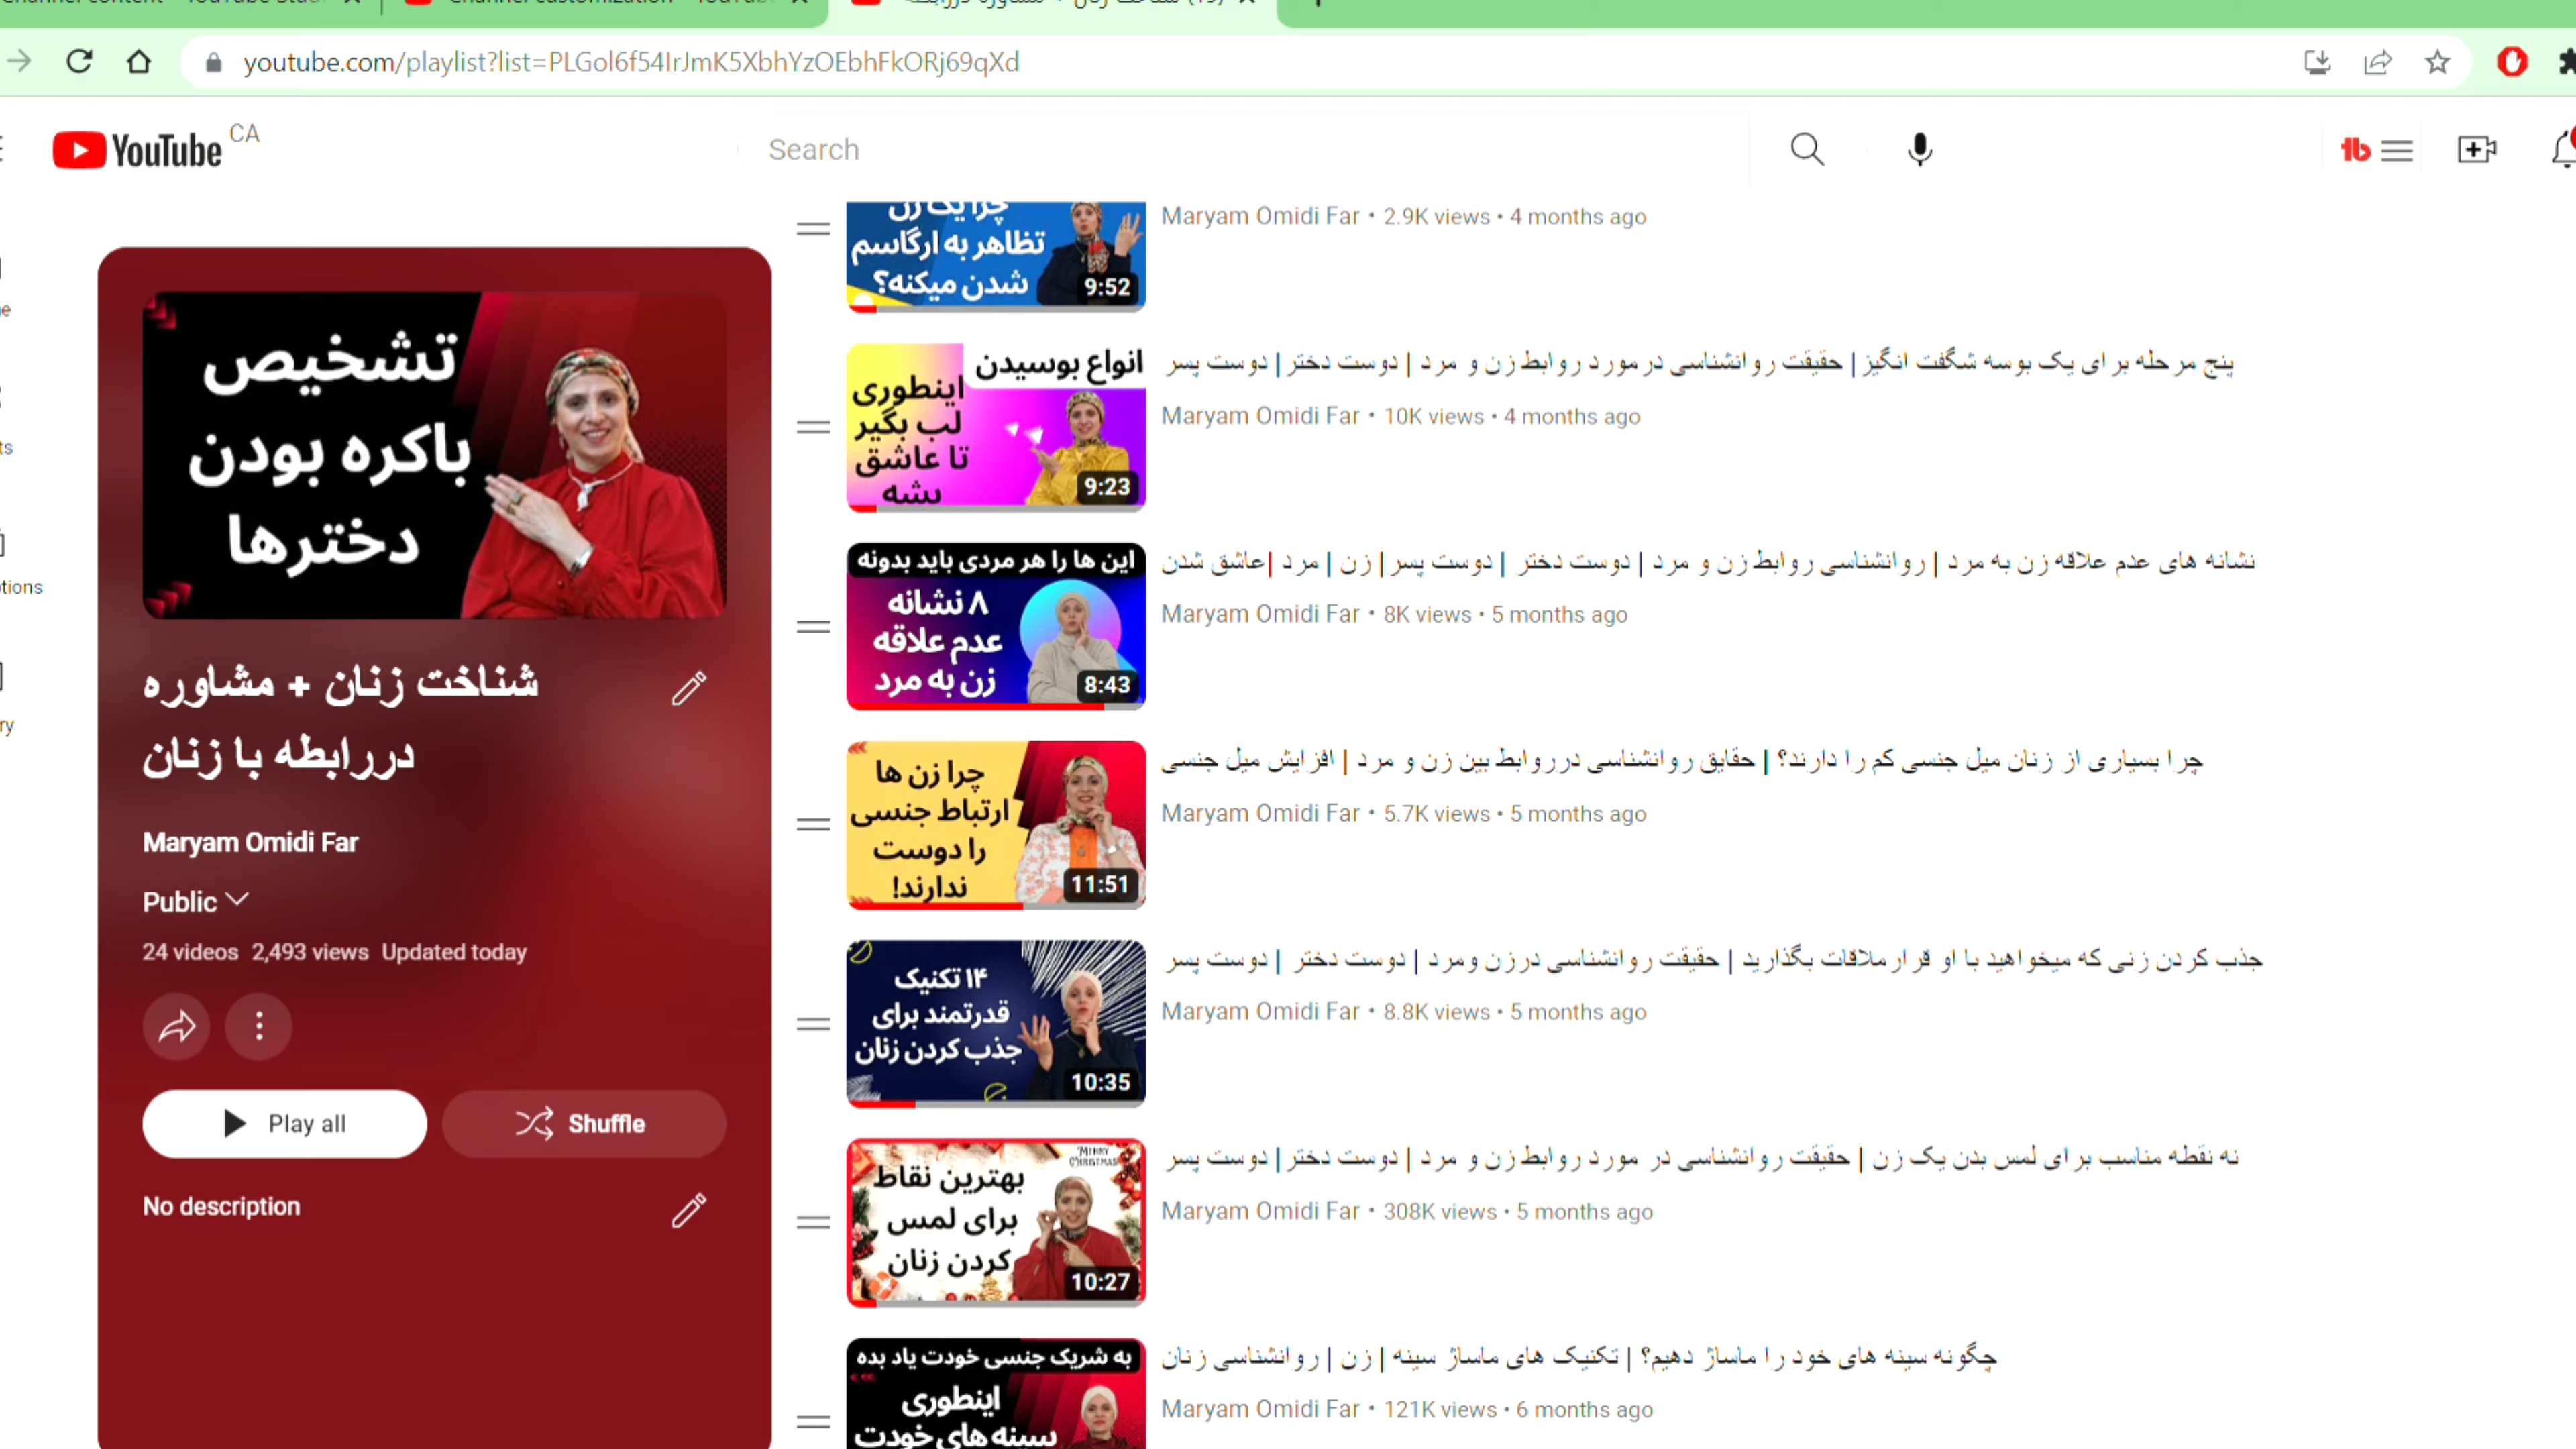 youtube.com/playlist?list=PLGol6f54IrJmK5XbhYzOEbhFkORj69qXd
YouTube CA
Search
تشخیص
باکره بودن
دخترها
شناخت زنان + مشاوره
دررابطه با زنان
Maryam Omidi Far
Public
24 videos 2,493 views Updated today
Play all
Shuffle
No description
چرا یک زن
تظاهر به ارگاسم
شدن میکنه؟
9:52
Maryam Omidi Far • 2.9K views • 4 months ago
انواع بوسیدن
اینطوری
لب بگیر
تا عاشق
بشه
9:23
پنج مرحله برای یک بوسه شگفت انگیز | حقیقت روانشناسی در مورد روابط زن و مرد | دوست دختر | دوست پسر
Maryam Omidi Far • 10K views • 4 months ago
این ها را هر مردی باید بدونه
۸ نشانه
عدم علاقه
زن به مرد
8:43
نشانه های عدم علاقه زن به مرد | روانشناسی روابط زن و مرد | دوست دختر | دوست پسر | زن | مرد |عاشق شدن
Maryam Omidi Far • 8K views • 5 months ago
چرا زن ها
ارتباط جنسی
را دوست
ندارند!
11:51
چرا بسیاری از زنان میل جنسی کم را دارند؟ | حقایق روانشناسی درروابط بین زن و مرد | افزایش میل جنسی
Maryam Omidi Far • 5.7K views • 5 months ago
۱۴ تکنیک
قدرتمند برای
جذب کردن زنان
10:35
جذب کردن زنی که میخواهید با او قرار ملاقات بگذارید | حقیقت روانشناسی درزن ومرد | دوست دختر | دوست پسر
Maryam Omidi Far • 8.8K views • 5 months ago
MERRY
CHRISTMAS
بهترین نقاط
برای لمس
کردن زنان
10:27
نه نقطه مناسب برای لمس بدن یک زن | حقیقت روانشناسی در مورد روابط زن و مرد | دوست دختر | دوست پسر
Maryam Omidi Far • 308K views • 5 months ago
به شریک جنسی خودت یاد بده
اینطوری
سینه های خودت
چگونه سینه های خود را ماساژ دهیم؟ | تکنیک های ماساژ سینه | زن | روانشناسی زنان
Maryam Omidi Far • 121K views • 6 months ago